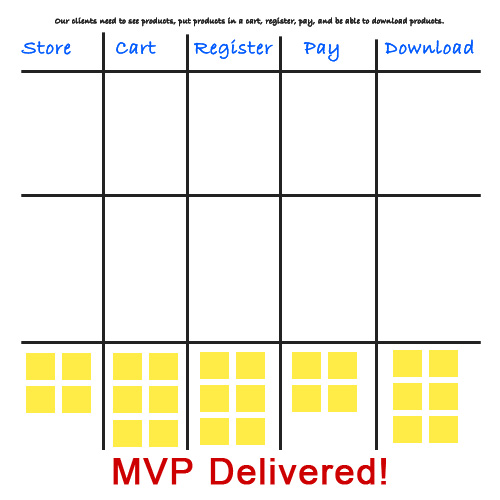 Our clients need to see products, put products in a cart, register, pay, and be able to download products.
Store Cart Register Pay Download
MVP Delivered!